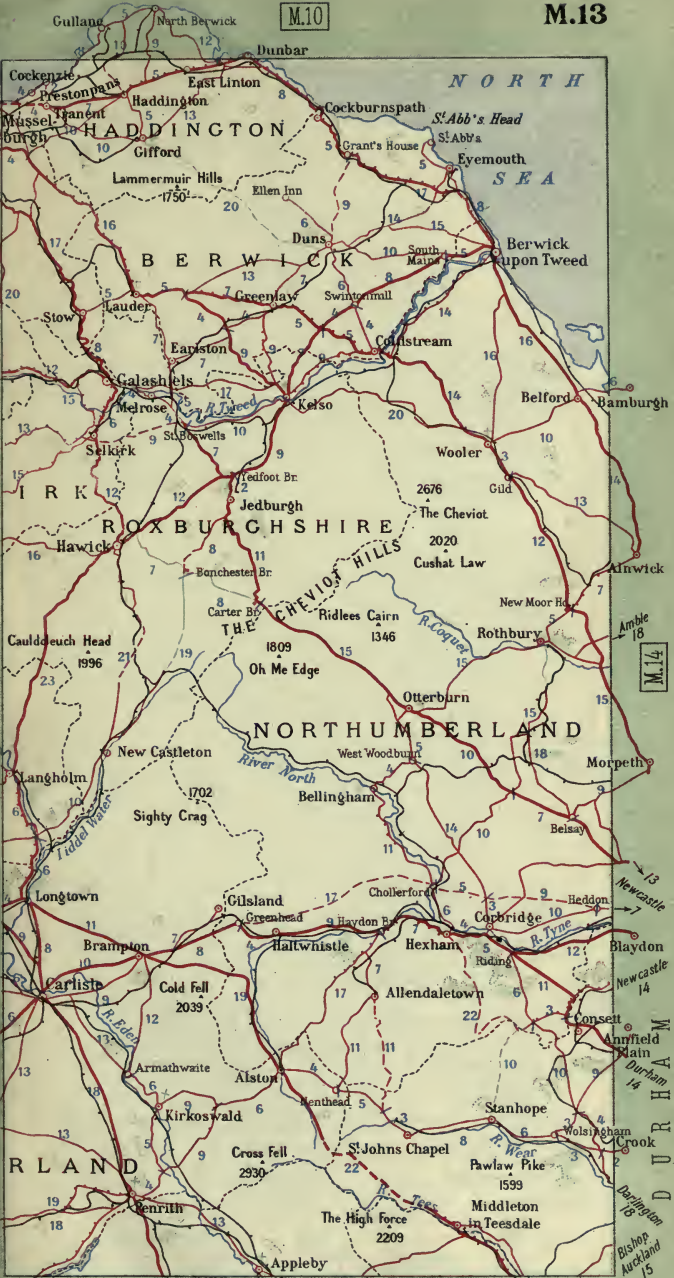 M.10
M.13
Gullane
North Berwick
Dunbar
NORTH
SEA
Cockenzie
Prestonpans
Tranent
Mussel-
burgh
East Linton
Haddington
HADDINGTON
Gifford
Cockburnspath
St Abb's Head
St Abb's
Grant's House
Eyemouth
Lammermuir Hills
1750
Ellen Inn
Duns
BERWICK
South
Mains
Berwick
upon Tweed
Stow
Lauder
Greenlaw
Swintonmill
Coldstream
Earlston
Galashiels
Melrose
R. Tweed
Kelso
Belford
Bamburgh
Selkirk
St. Boswells
Wooler
IRK
Yedfoot Br.
Jedburgh
2676
The Cheviot
Gild
ROXBURGHSHIRE
Hawick
2020
Cushat Law
Alnwick
Bonchester Br.
THE CHEVIOT HILLS
Carter Br.
Ridlees Cairn
1346
R. Coquet
New Moor Ho.
Rothbury
Amble
18
M.14
Cauldcleuch Head
1996
1809
Oh Me Edge
Otterburn
NORTHUMBERLAND
New Castleton
West Woodburn
Morpeth
Langholm
River North
Bellingham
1702
Sighty Crag
Belsay
Liddel Water
13
Newcastle
Longtown
Gilsland
Chollerford
Heddon
7
Greenhead
Haydon Br.
Corbridge
Brampton
Haltwhistle
Hexham
R. Tyne
Riding
Blaydon
Newcastle
14
Carlisle
Cold Fell
2039
Allendaletown
Consett
Annfield
Plain
Durham
14
R. Eden
Armathwaite
Alston
Nenthead
Stanhope
Kirkoswald
Wolsingham
Crook
St. Johns Chapel
R. Wear
DURHAM
Cross Fell
2930
Pawlaw Pike
1599
RLAND
R. Tees
Darlington
18
Penrith
The High Force
2209
Middleton
in Teesdale
Bishop
Auckland
15
Appleby